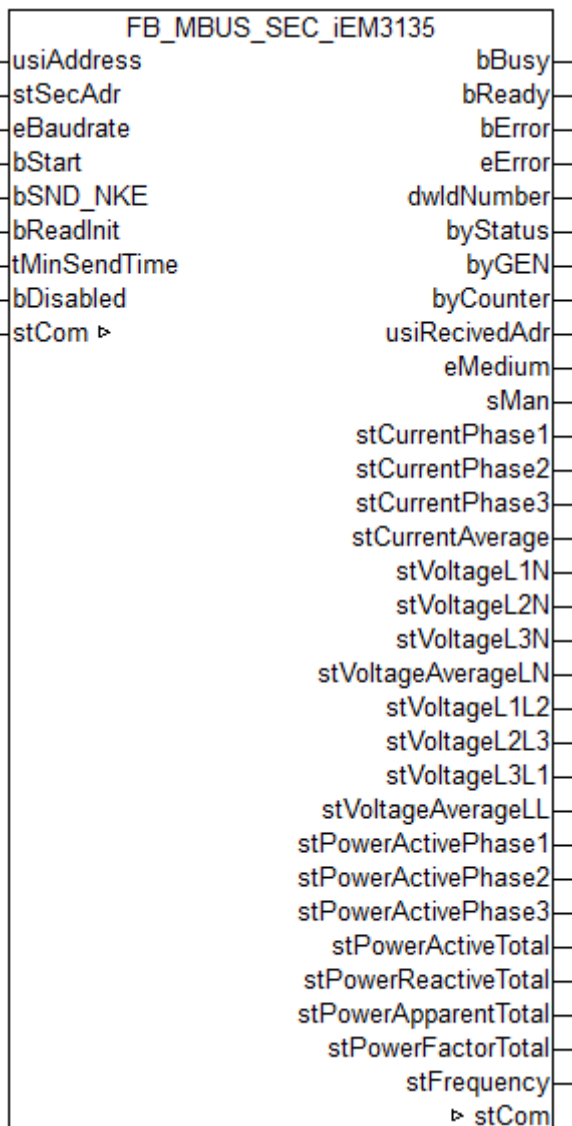 FB_MBUS_SEC_iEM3135
usiAddress bBusy
stSecAdr bReady
eBaudrate bError
bStart eError
bSND_NKE dwIdNumber
bReadInit byStatus
tMinSendTime byGEN
bDisabled byCounter
stCom ▹ usiRecivedAdr
eMedium
sMan
stCurrentPhase1
stCurrentPhase2
stCurrentPhase3
stCurrentAverage
stVoltageL1N
stVoltageL2N
stVoltageL3N
stVoltageAverageLN
stVoltageL1L2
stVoltageL2L3
stVoltageL3L1
stVoltageAverageLL
stPowerActivePhase1
stPowerActivePhase2
stPowerActivePhase3
stPowerActiveTotal
stPowerReactiveTotal
stPowerApparentTotal
stPowerFactorTotal
stFrequency
▹ stCom